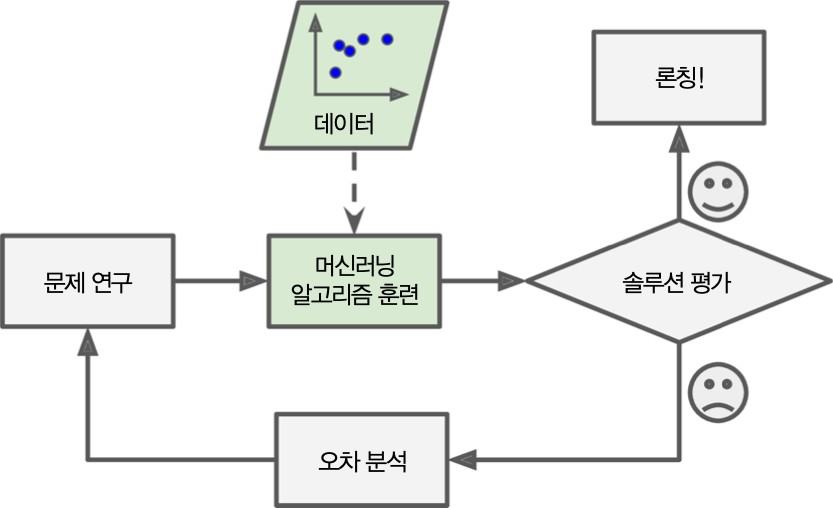 데이터
론칭!
문제 연구
머신러닝
알고리즘 훈련
솔루션 평가
오차 분석